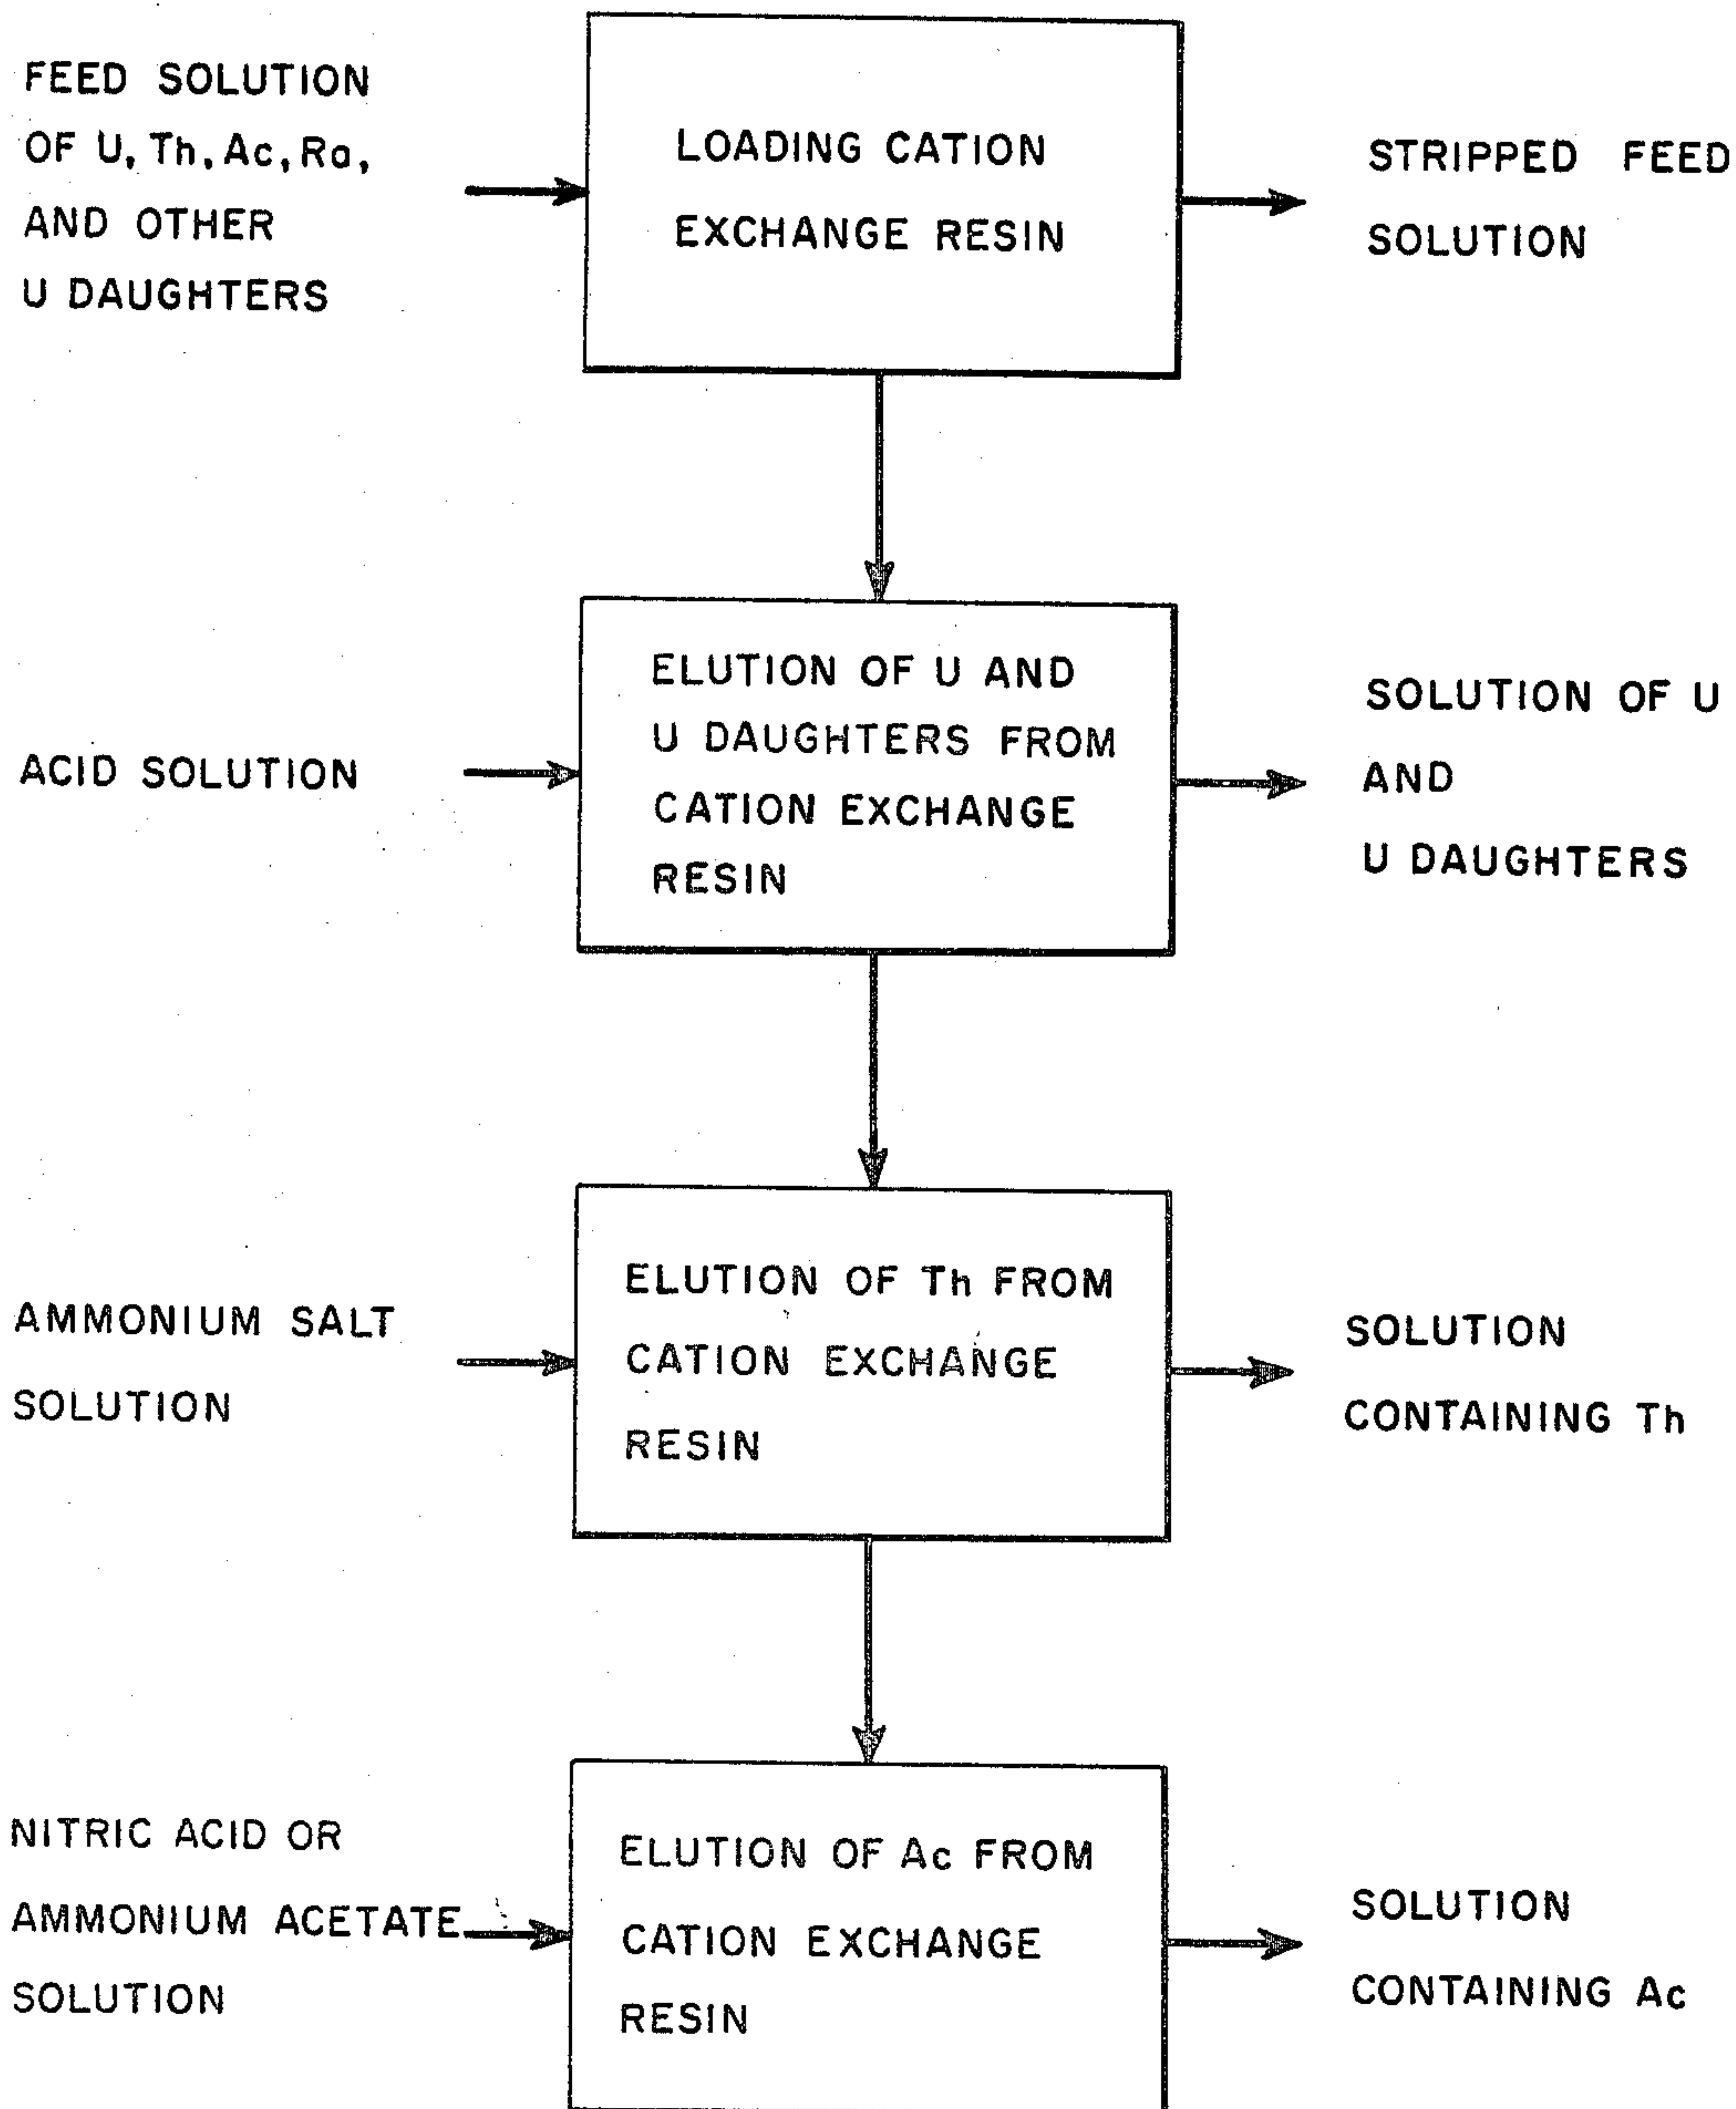 FEED SOLUTION
OF U, Th, Ac, Ra,
AND OTHER
U DAUGHTERS
LOADING CATION
EXCHANGE RESIN
STRIPPED FEED
SOLUTION
ACID SOLUTION
ELUTION OF U AND
U DAUGHTERS FROM
CATION EXCHANGE
RESIN
SOLUTION OF U
AND
U DAUGHTERS
AMMONIUM SALT
SOLUTION
ELUTION OF Th FROM
CATION EXCHANGE
RESIN
SOLUTION
CONTAINING Th
NITRIC ACID OR
AMMONIUM ACETATE
SOLUTION
ELUTION OF Ac FROM
CATION EXCHANGE
RESIN
SOLUTION
CONTAINING Ac